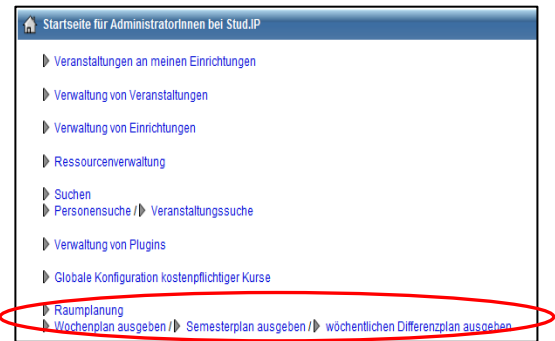 Startseite für AdministratorInnen bei Stud.IP
Veranstaltungen an meinen Einrichtungen
Verwaltung von Veranstaltungen
Verwaltung von Einrichtungen
Ressourcenverwaltung
Suchen
Personensuche / Veranstaltungssuche
Verwaltung von Plugins
Globale Konfiguration kostenpflichtiger Kurse
Raumplanung
Wochenplan ausgeben / Semesterplan ausgeben / wöchentlichen Differenzplan ausgeben